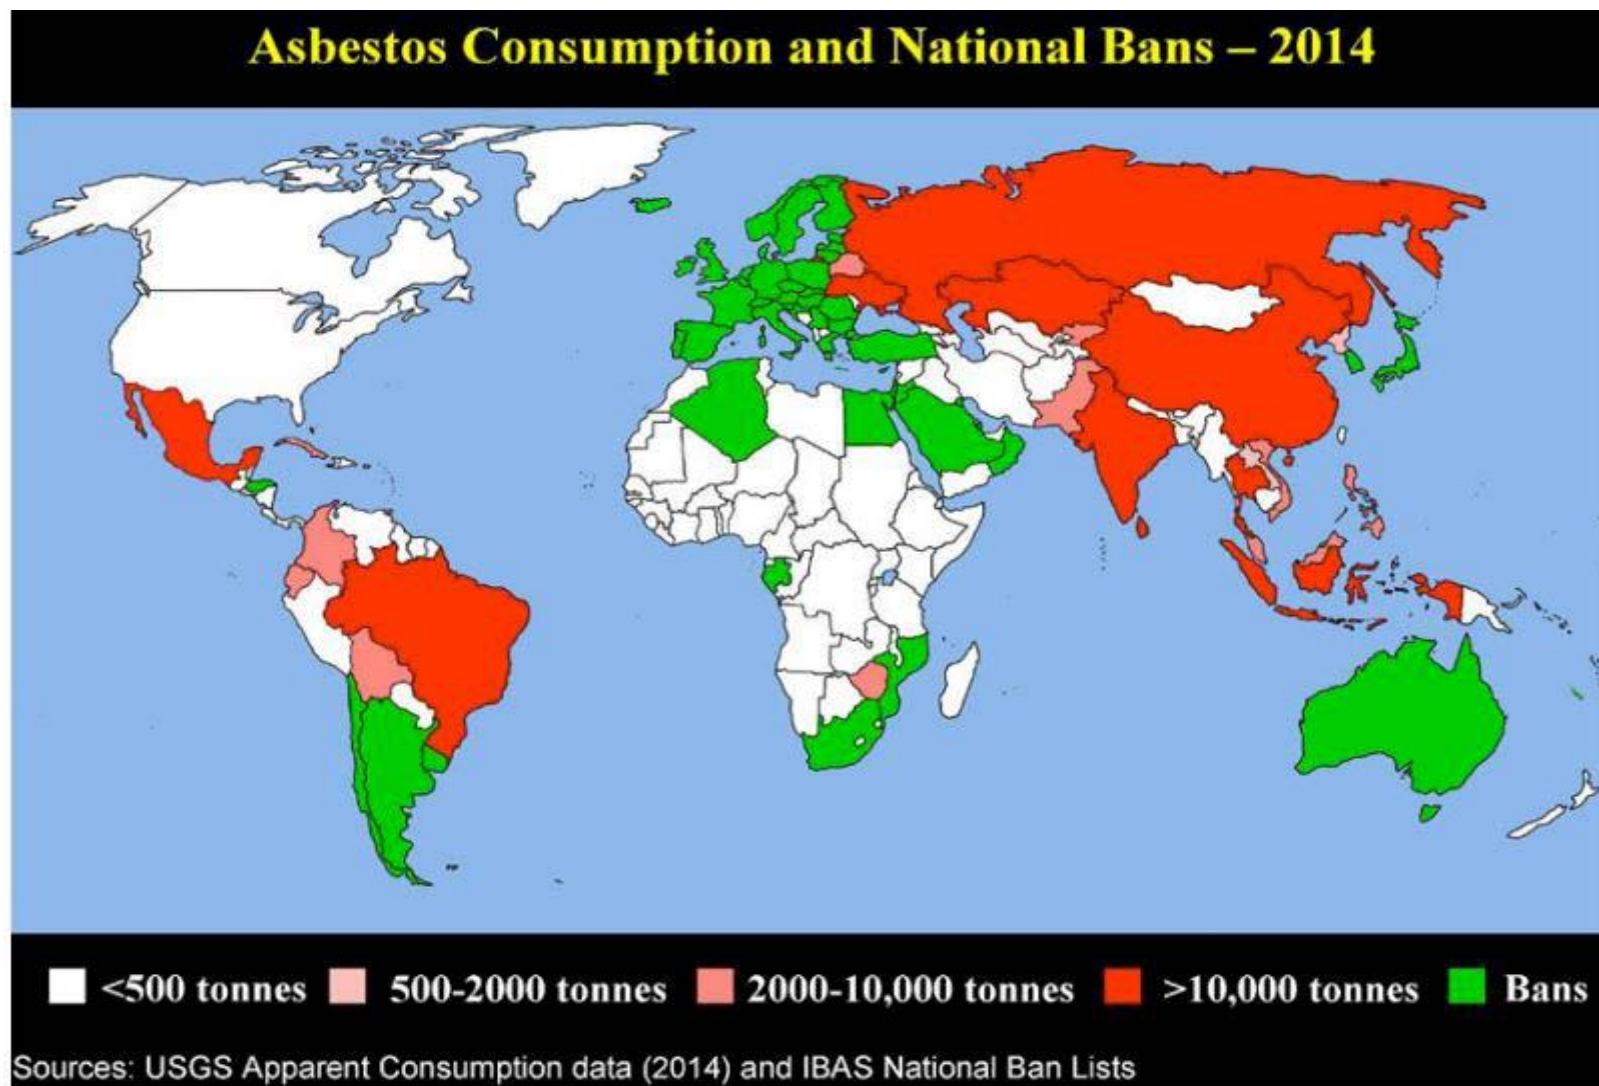 Asbestos Consumption and National Bans – 2014
<500 tonnes 500-2000 tonnes 2000-10,000 tonnes >10,000 tonnes Bans
Sources: USGS Apparent Consumption data (2014) and IBAS National Ban Lists